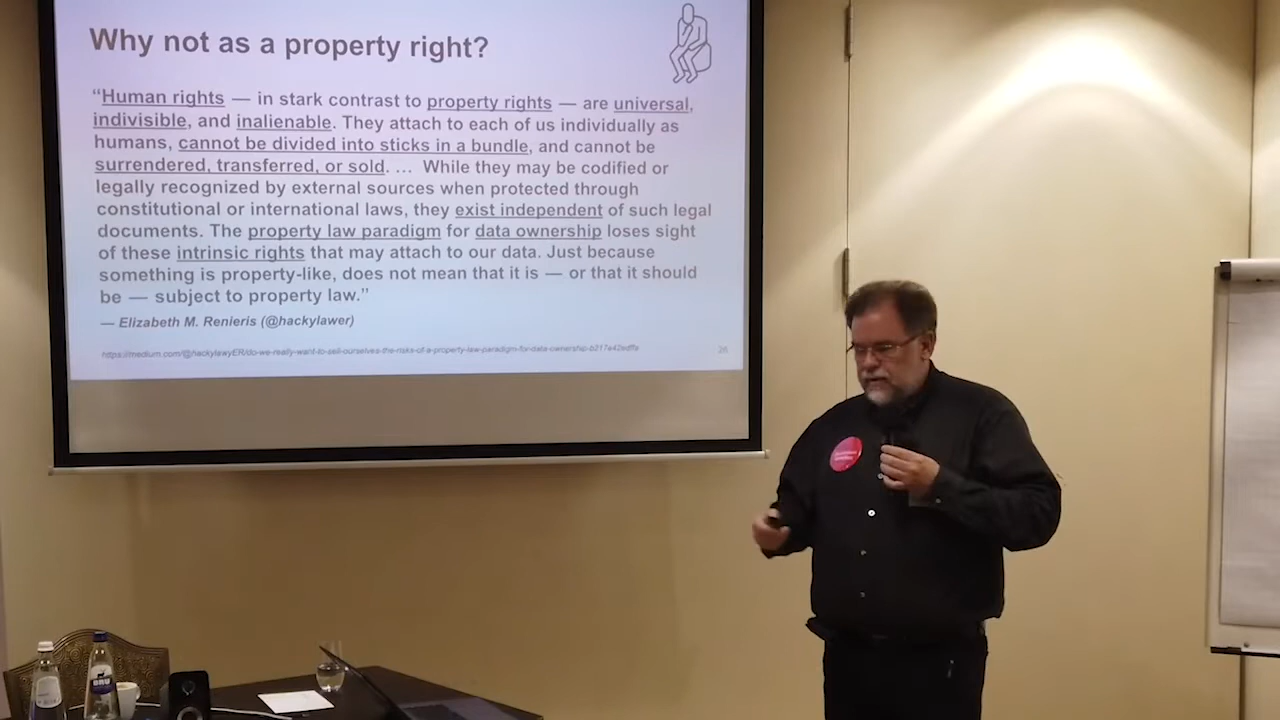 Why not as a property right?
“Human rights — in stark contrast to property rights — are universal,
indivisible, and inalienable. They attach to each of us individually as
humans, cannot be divided into sticks in a bundle, and cannot be
surrendered, transferred, or sold. … While they may be codified or
legally recognized by external sources when protected through
constitutional or international laws, they exist independent of such legal
documents. The property law paradigm for data ownership loses sight
of these intrinsic rights that may attach to our data. Just because
something is property-like, does not mean that it is — or that it should
be — subject to property law.”
— Elizabeth M. Renieris (@hackylawer)
26
BRU